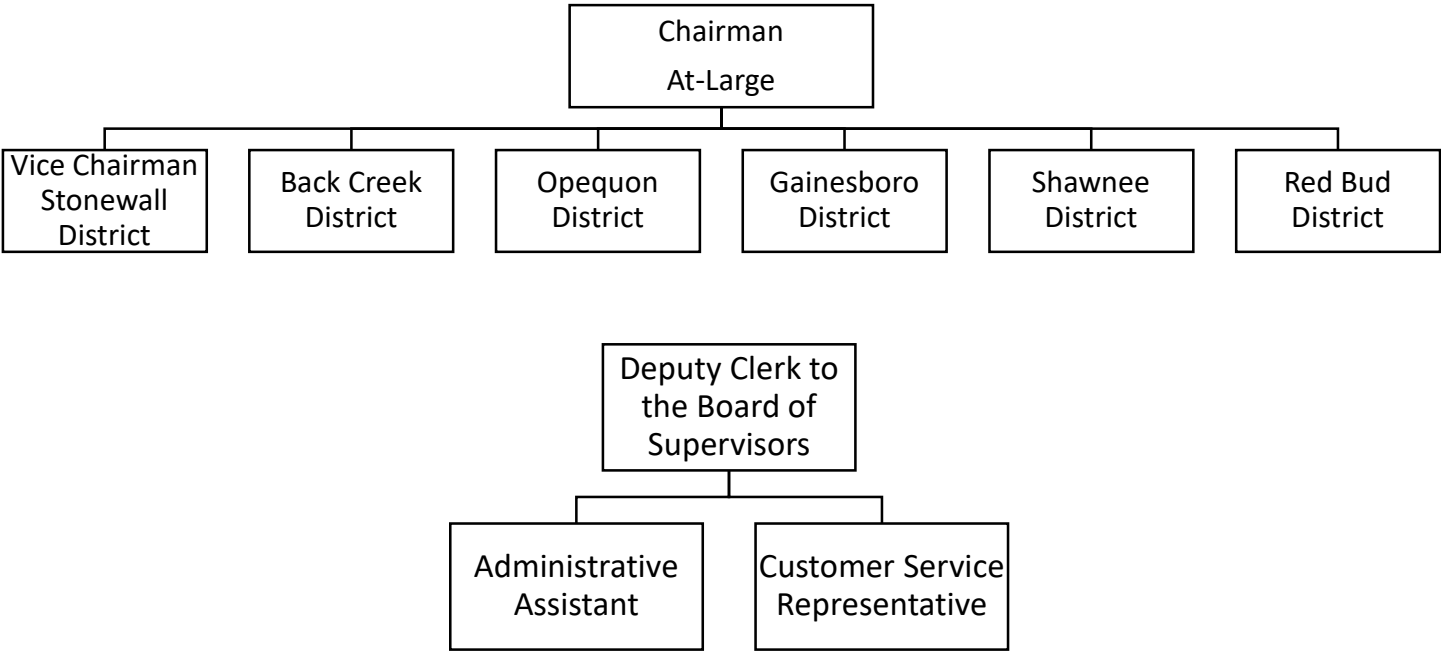 Chairman
At-Large
Vice Chairman
Stonewall
District
Back Creek
District
Opequon
District
Gainesboro
District
Shawnee
District
Red Bud
District
Deputy Clerk to
the Board of
Supervisors
Administrative
Assistant
Customer Service
Representative